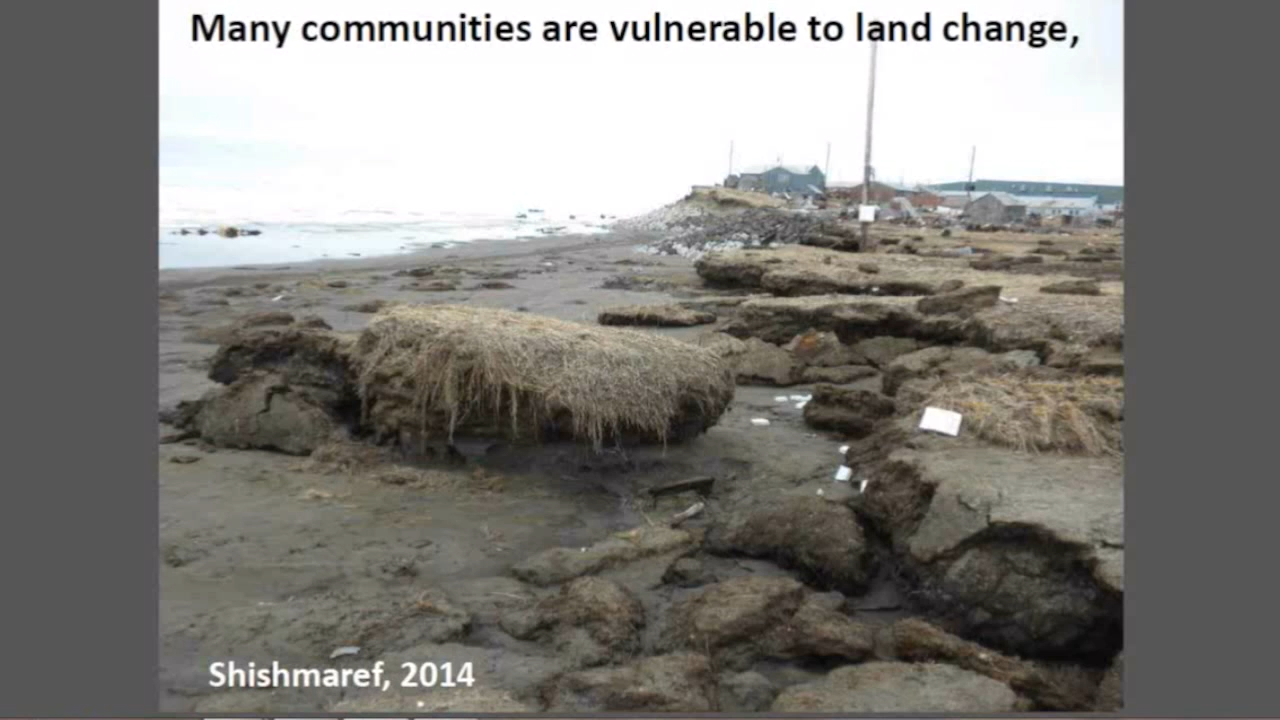 Many communities are vulnerable to land change,
Shishmaref, 2014